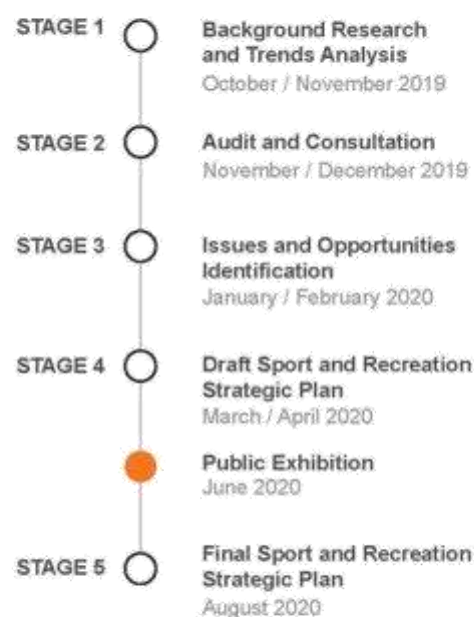 STAGE 1
Background Research
and Trends Analysis
October / November 2019
STAGE 2
Audit and Consultation
November / December 2019
STAGE 3
Issues and Opportunities
Identification
January / February 2020
STAGE 4
Draft Sport and Recreation
Strategic Plan
March / April 2020
Public Exhibition
June 2020
STAGE 5
Final Sport and Recreation
Strategic Plan
August 2020